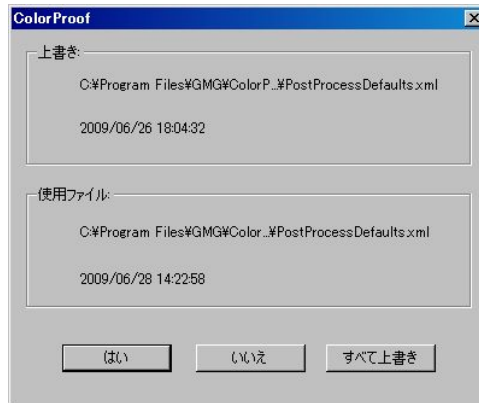 ColorProof
上書き:
C:¥Program Files¥GMG¥ColorP...¥PostProcessDefaults.xml
2009/06/26 18:04:32
使用ファイル:
C:¥Program Files¥GMG¥Color...¥PostProcessDefaults.xml
2009/06/28 14:22:58
はい
いいえ
すべて上書き